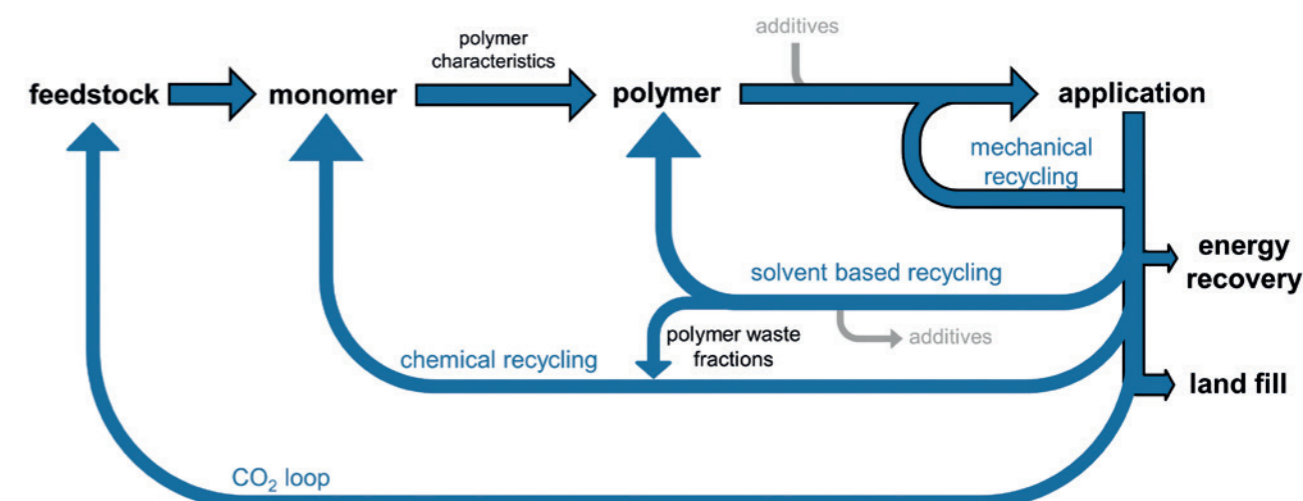 polymer
characteristics
additives
feedstock
monomer
polymer
application
mechanical
recycling
energy
recovery
solvent based recycling
polymer waste
fractions
additives
chemical recycling
land fill
CO₂ loop